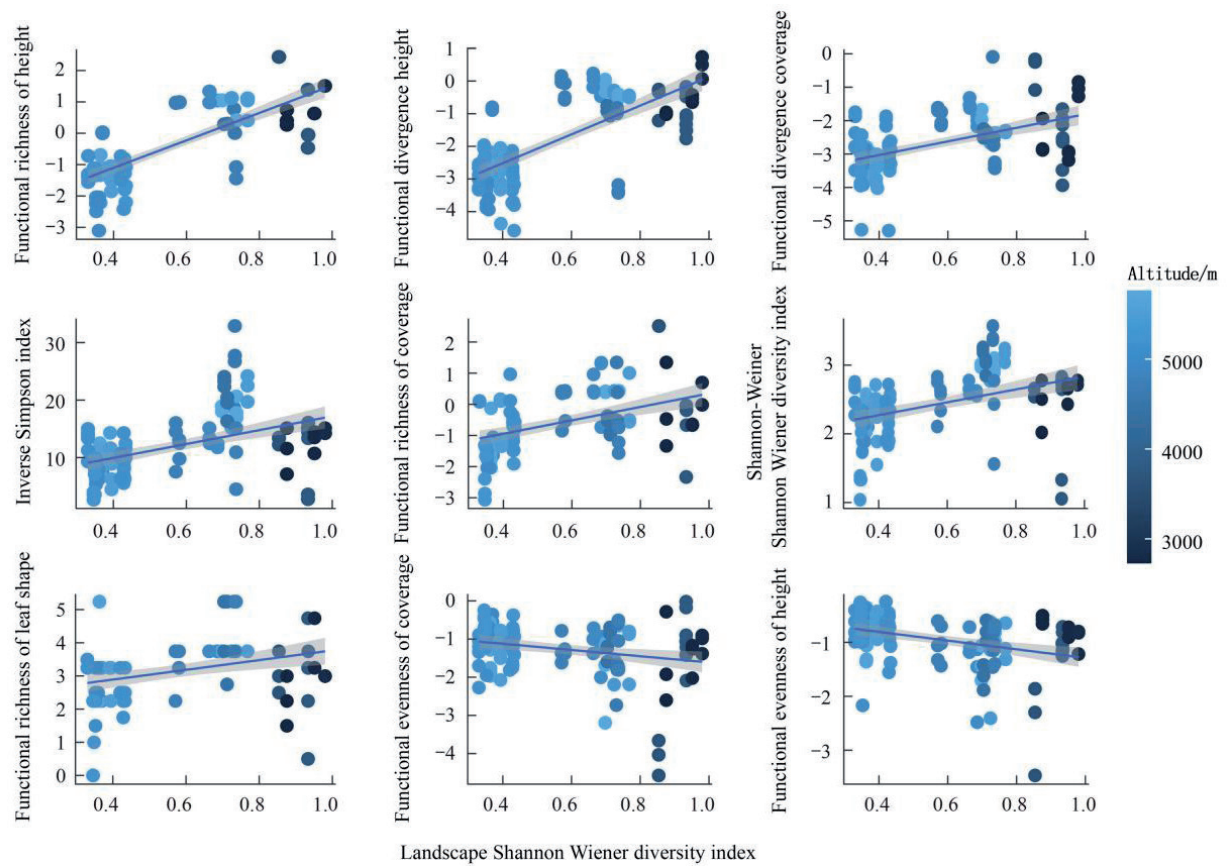 Functional richness of height
2
1
0
−1
−2
−3
0.4 0.6 0.8 1.0
Functional divergence height
1
0
−1
−2
−3
−4
0.4 0.6 0.8 1.0
Functional divergence coverage
−0
−1
−2
−3
−4
−5
0.4 0.6 0.8 1.0
Altitude/m
5000
4000
3000
Inverse Simpson index
30
20
10
0.4 0.6 0.8 1.0
Functional richness of coverage
2
1
0
−1
−2
−3
0.4 0.6 0.8 1.0
Shannon-Weiner
Shannon Wiener diversity index
3
2
1
0.4 0.6 0.8 1.0
Functional richness of leaf shape
5
4
3
2
1
0
0.4 0.6 0.8 1.0
Functional evenness of coverage
0
−1
−2
−3
−4
0.4 0.6 0.8 1.0
Functional evenness of height
−1
−2
−3
0.4 0.6 0.8 1.0
Landscape Shannon Wiener diversity index